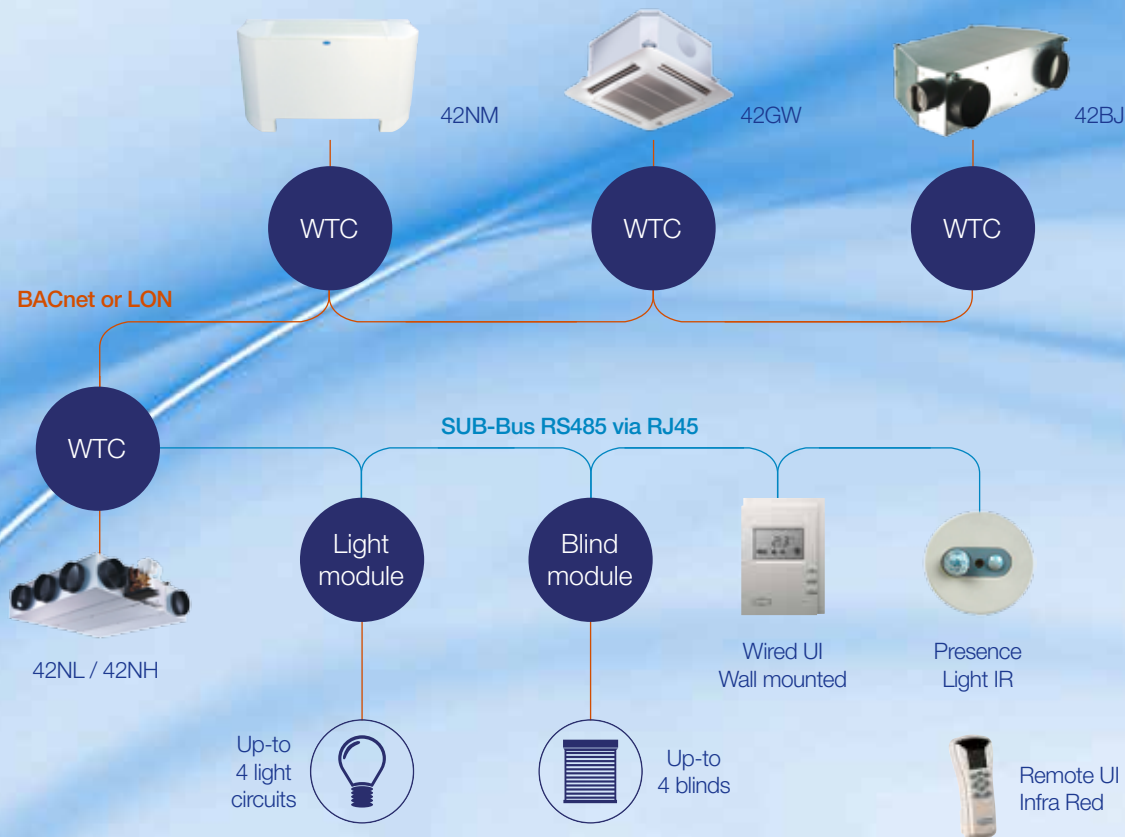 42NM
42GW
42BJ
WTC
WTC
WTC
BACnet or LON
WTC
SUB-Bus RS485 via RJ45
Light
module
Blind
module
42NL / 42NH
Wired UI
Wall mounted
Presence
Light IR
Up-to
4 light
circuits
Up-to
4 blinds
Remote UI
Infra Red